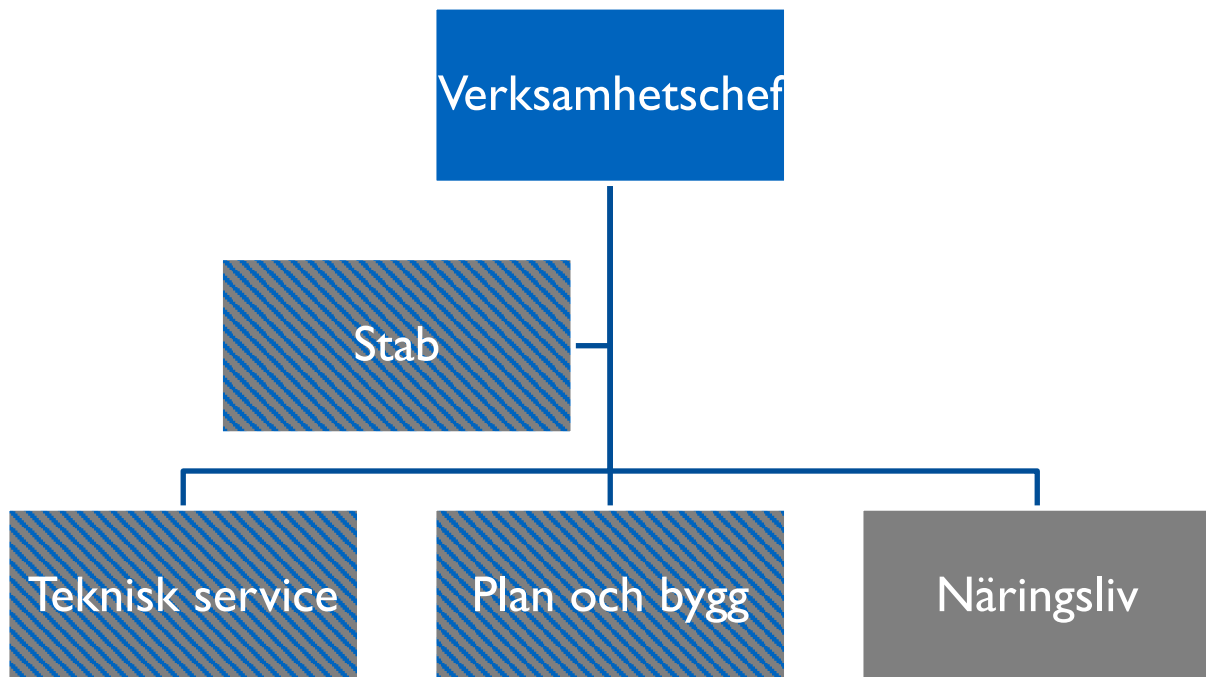 Verksamhetschef
Stab
Teknisk service
Plan och bygg
Näringsliv